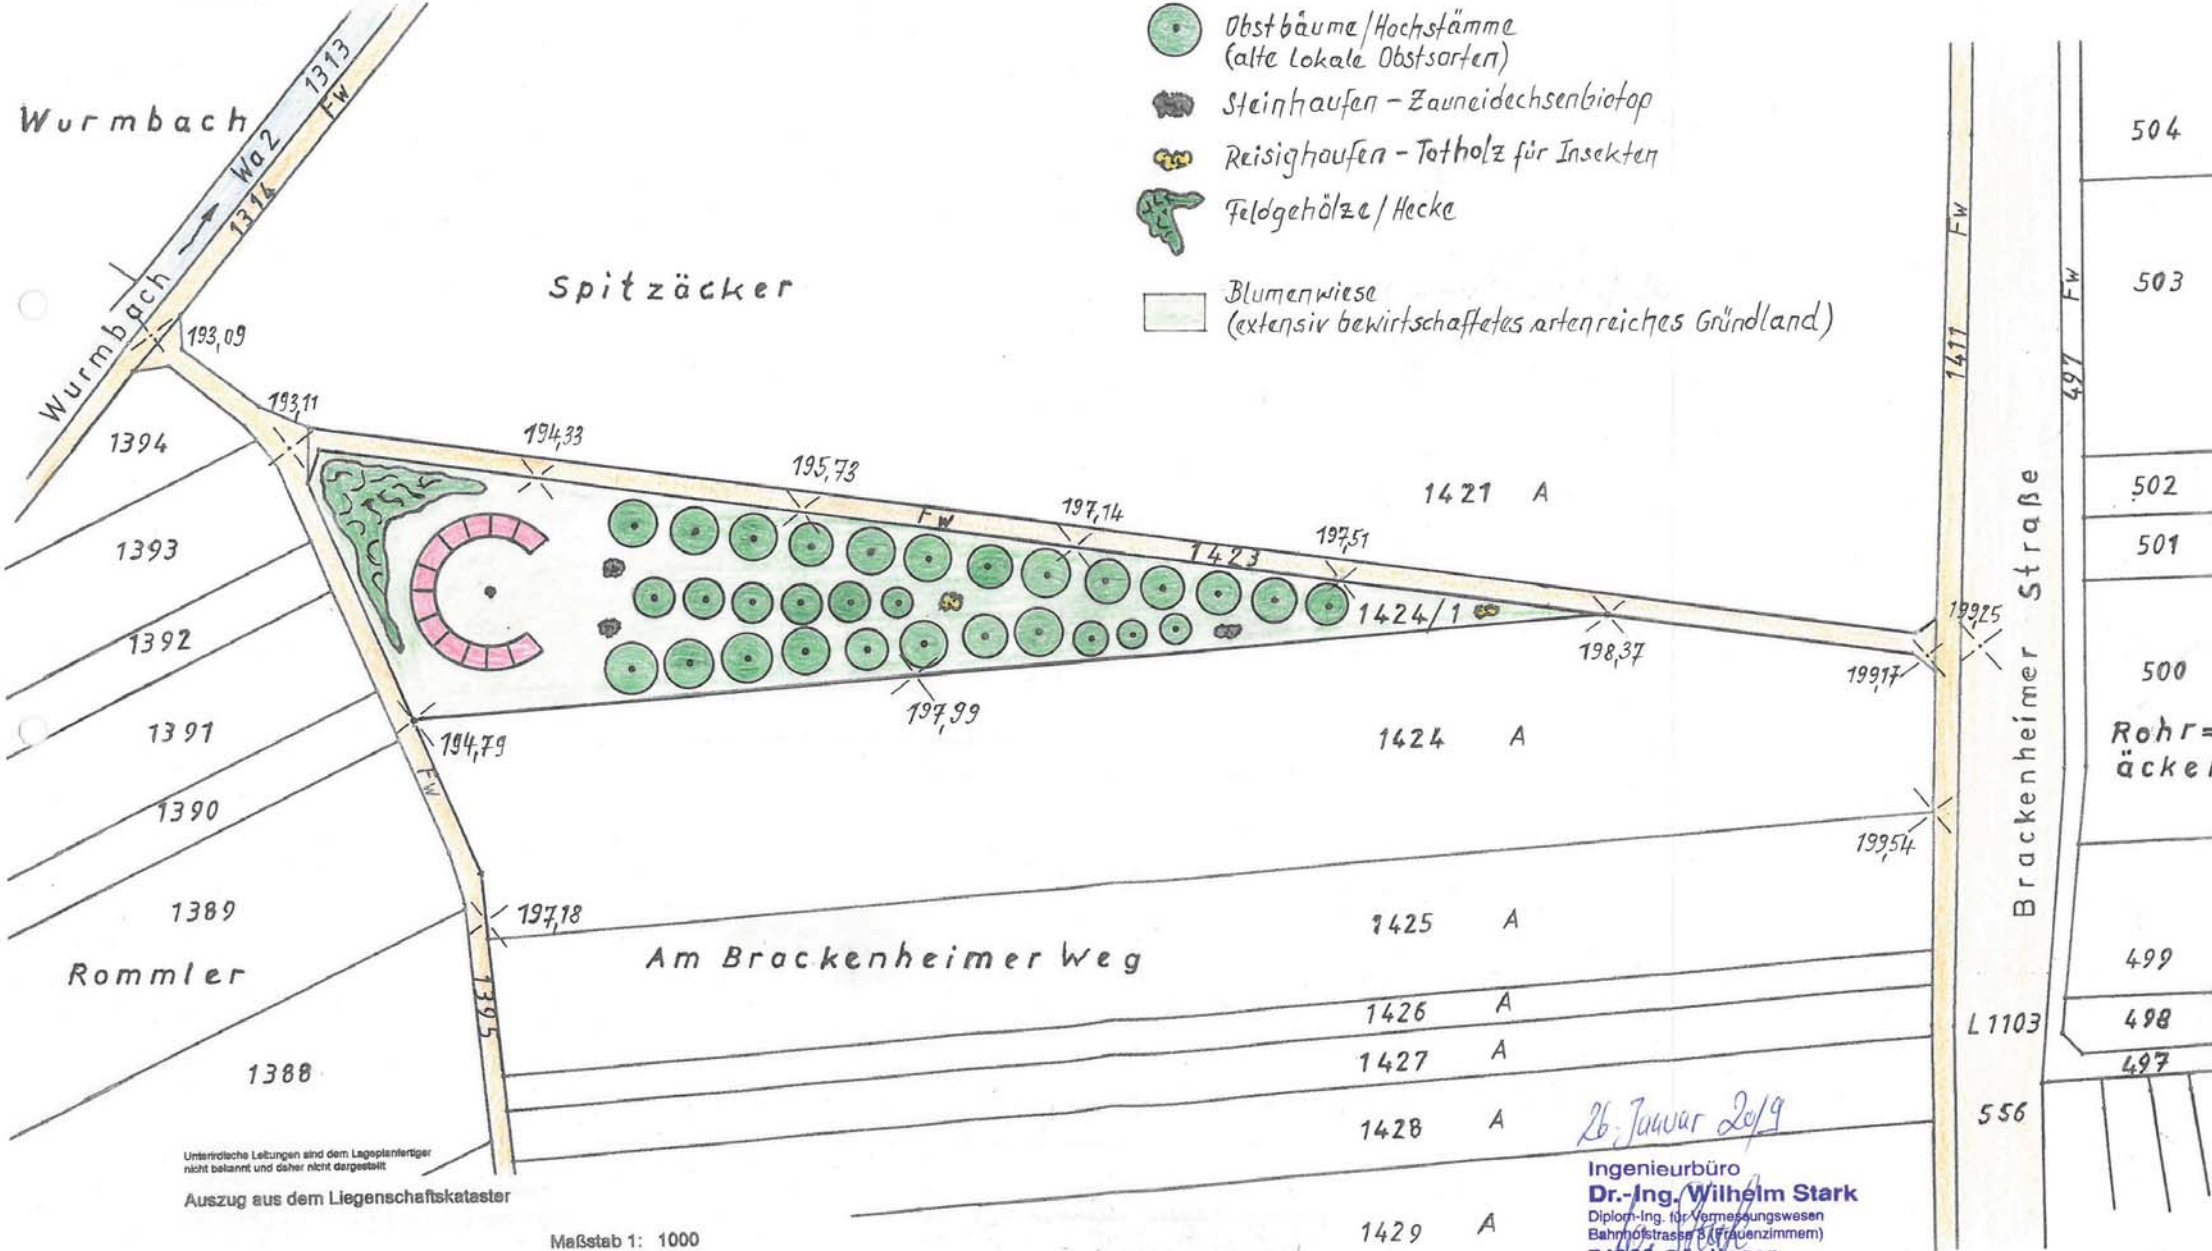 Obstbäume/Hochstämme
(alte Lokale Obstsorten)
Steinhaufen - Zauneidechsenbiotop
Reisighaufen - Totholz für Insekten
Feldgehölze/Hecke
Blumenwiese
(extensiv bewirtschaftetes artenreiches Gründland)
Wurmbach
1313
Wa 2
Fw
1314
Wurmbach
Spitzäcker
193,09
193,11
194,33
195,73
197,14
197,51
1421 A
Fw
1423
1424/1
198,37
199,25
199,17
197,99
194,79
1424 A
199,54
1394
1393
1392
1391
1390
1389
Rommler
1388
Fw
197,18
1395
Am Brackenheimer Weg
1425 A
1426 A
1427 A
1428 A
1429 A
Fw
1411
Brackenheimer Straße
L 1103
556
Fw
497
504
503
502
501
500
Rohr=
499
498
497
Unterirdische Leitungen sind dem Lageplanfertiger
nicht bekannt und daher nicht dargestellt
Auszug aus dem Liegenschaftskataster
Maßstab 1: 1000
26. Januar 2019
Ingenieurbüro
Dr.-Ing. Wilhelm Stark
Diplom-Ing. für Vermessungswesen
Bahnhofstrasse 8 (Frauenzimmern)